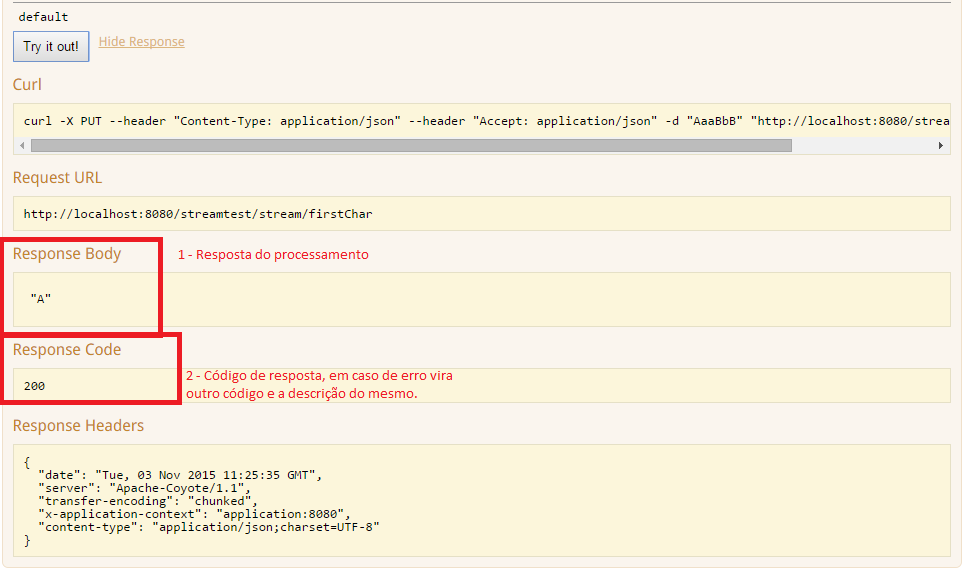 default
Try it out! Hide Response
Curl
curl -X PUT --header "Content-Type: application/json" --header "Accept: application/json" -d "AaaBbB" "http://localhost:8080/strea
Request URL
http://localhost:8080/streamtest/stream/firstChar
Response Body
1 - Resposta do processamento
"A"
Response Code
2 - Código de resposta, em caso de erro vira
200
outro código e a descrição do mesmo.
Response Headers
{
"date": "Tue, 03 Nov 2015 11:25:35 GMT",
"server": "Apache-Coyote/1.1",
"transfer-encoding": "chunked",
"x-application-context": "application:8080",
"content-type": "application/json;charset=UTF-8"
}